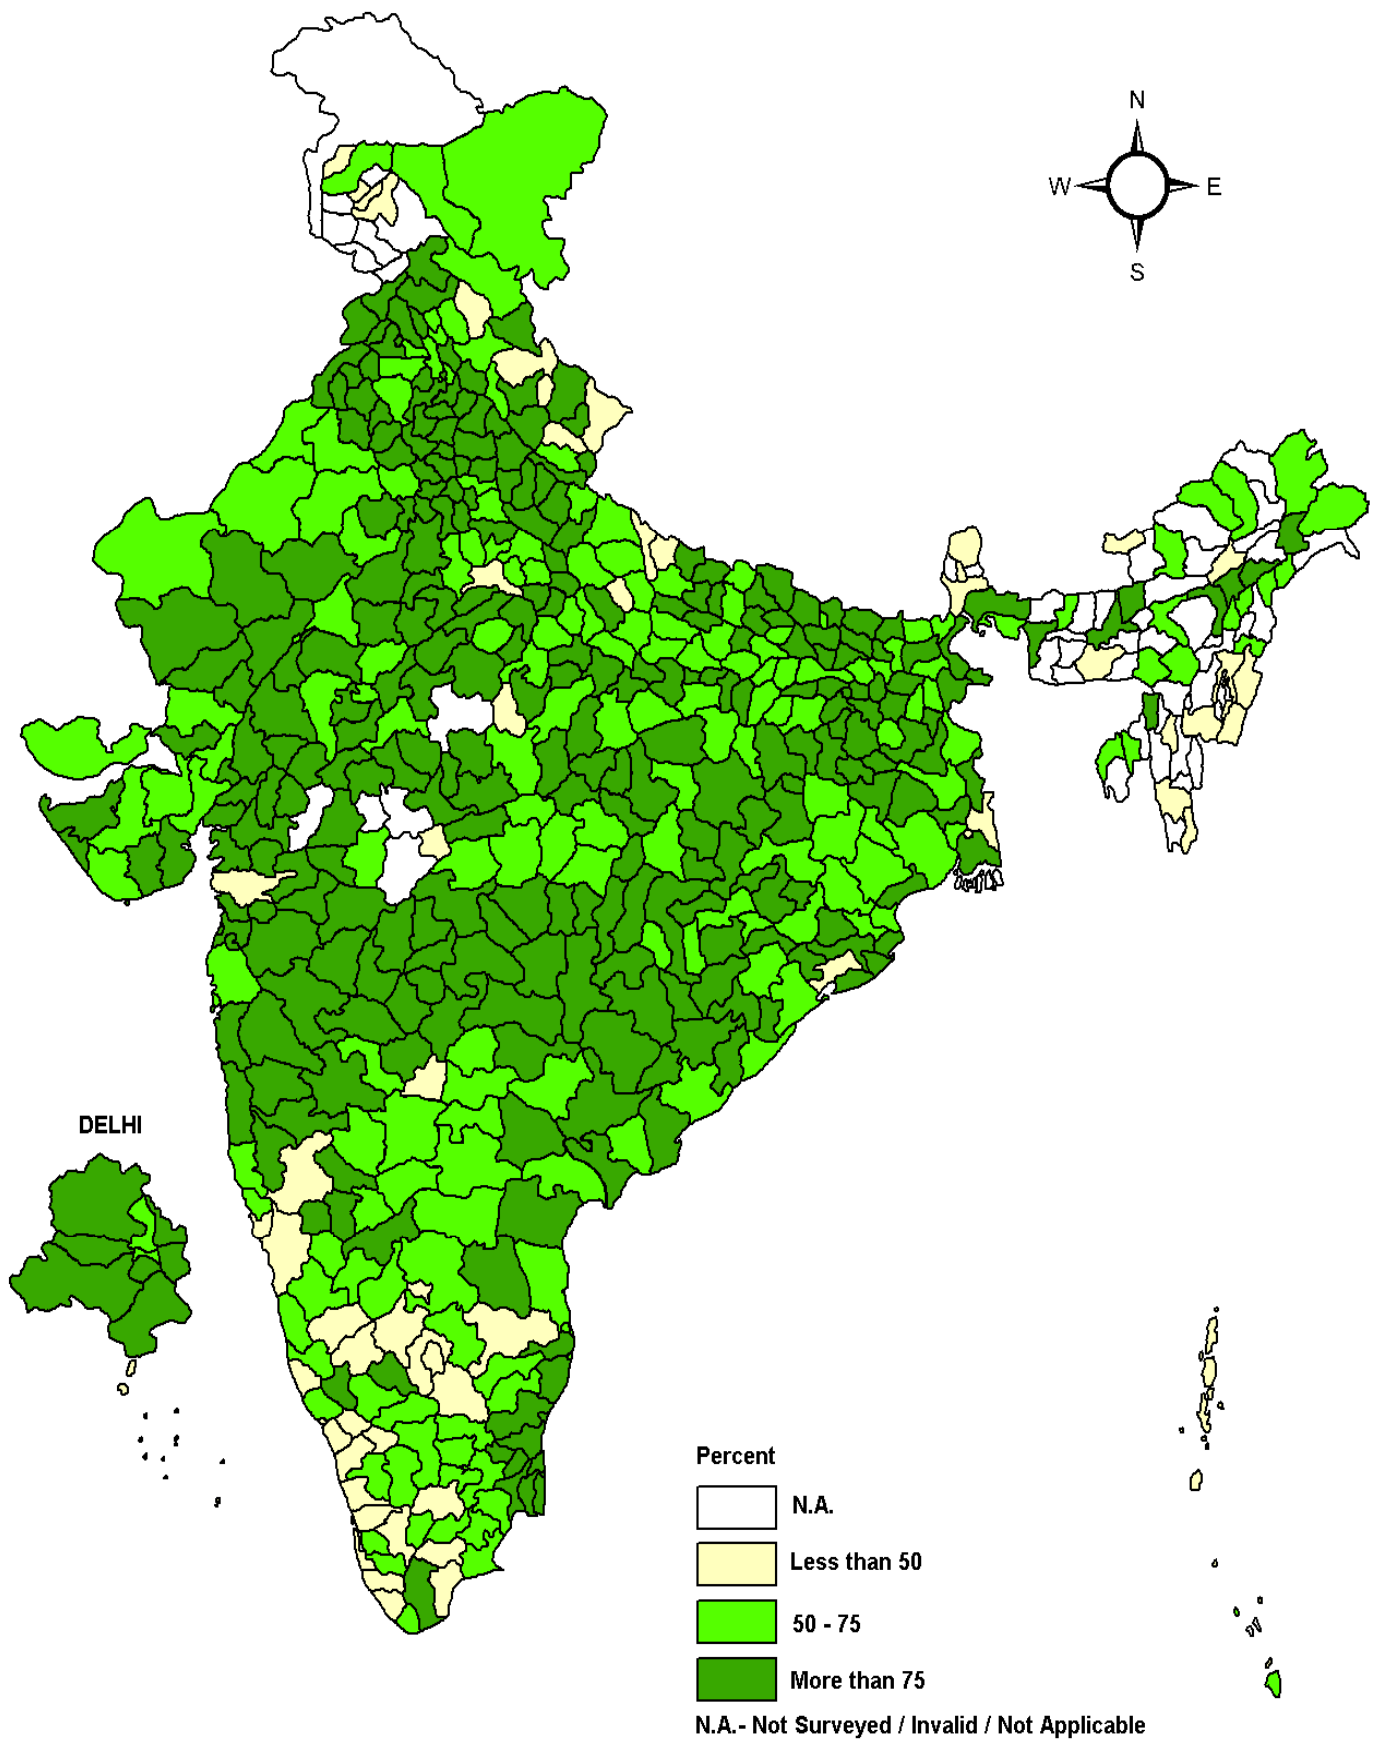 N
W E
S
DELHI
Percent
N.A.
Less than 50
50 - 75
More than 75
N.A.- Not Surveyed / Invalid / Not Applicable